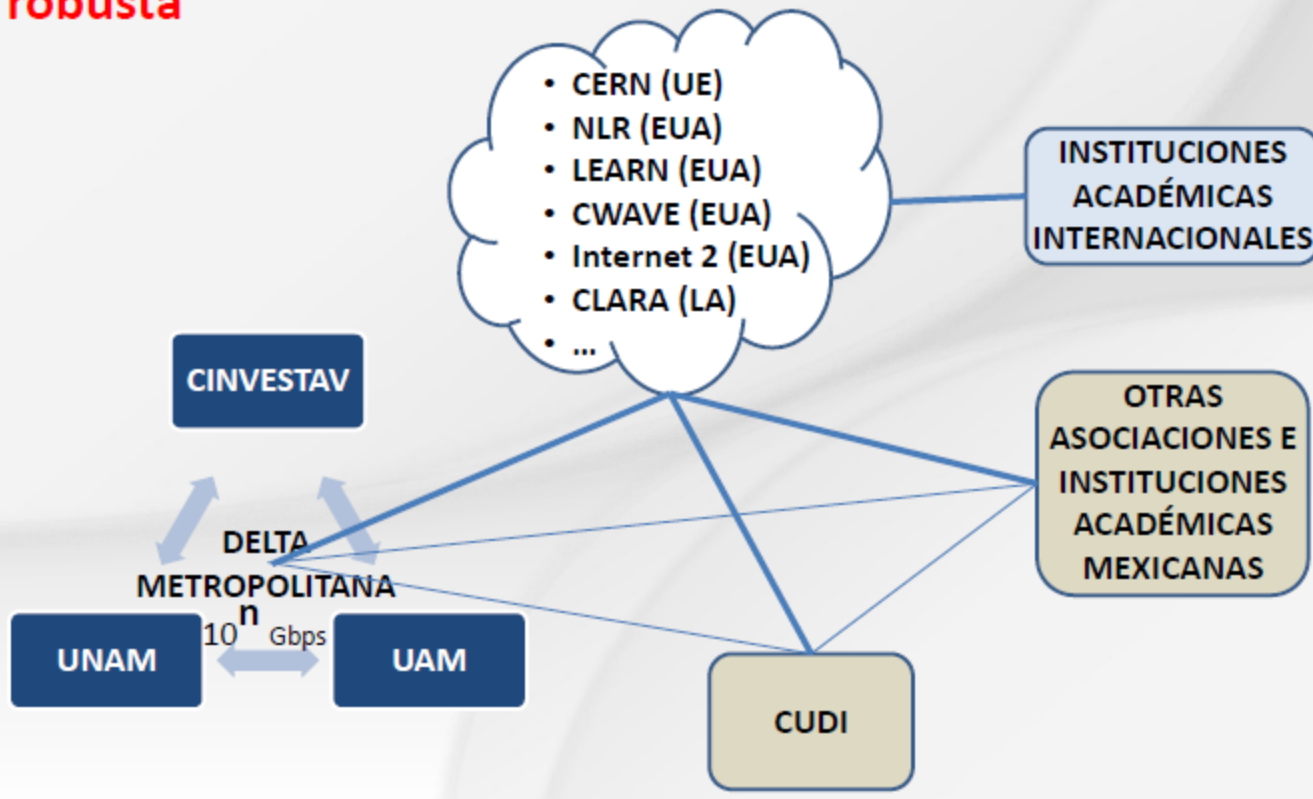 robusta
• CERN (UE)
• NLR (EUA)
• LEARN (EUA)
• CWAVE (EUA)
• Internet 2 (EUA)
• CLARA (LA)
• ...
INSTITUCIONES
ACADÉMICAS
INTERNACIONALES
CINVESTAV
OTRAS
ASOCIACIONES E
INSTITUCIONES
ACADÉMICAS
MEXICANAS
DELTA
METROPOLITANA
10 n Gbps
UNAM
UAM
CUDI